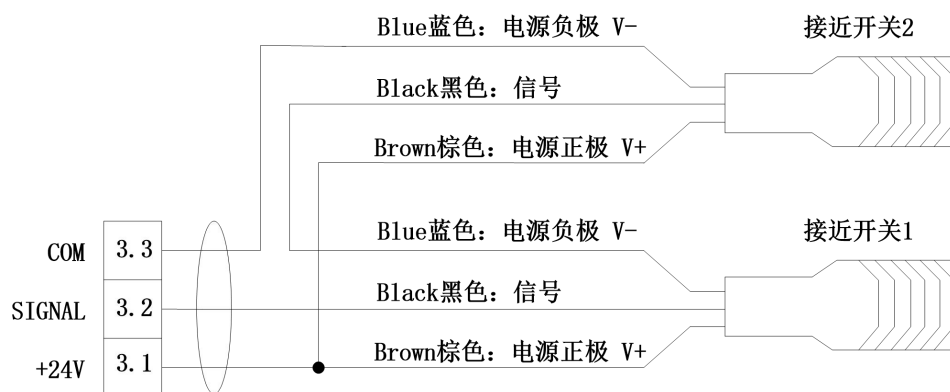 Blue蓝色：电源负极 V-
接近开关2
Black黑色：信号
Brown棕色：电源正极 V+
Blue蓝色：电源负极 V-
接近开关1
COM 3.3
Black黑色：信号
SIGNAL 3.2
Brown棕色：电源正极 V+
+24V 3.1